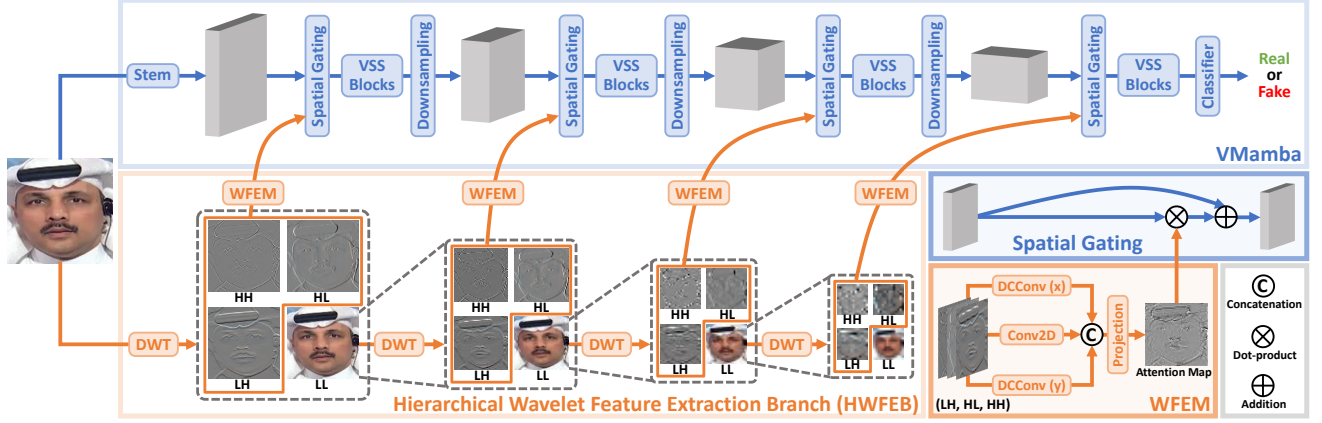 Stem
Spatial Gating
VSS
Blocks
Downsampling
Spatial Gating
VSS
Blocks
Downsampling
Spatial Gating
VSS
Blocks
Downsampling
Spatial Gating
VSS
Blocks
Classifier
Real
or
Fake
VMamba
WFEM
WFEM
WFEM
WFEM
DWT
HH
HL
LH
LL
DWT
HH
HL
LH
LL
DWT
HH
HL
LH
LL
DWT
HH
HL
LH
LL
Hierarchical Wavelet Feature Extraction Branch (HWFEB)
Spatial Gating
DCConv (x)
Conv2D
DCConv (y)
C
Projection
Attention Map
(LH, HL, HH)
WFEM
C
Concatenation
Dot-product
Addition